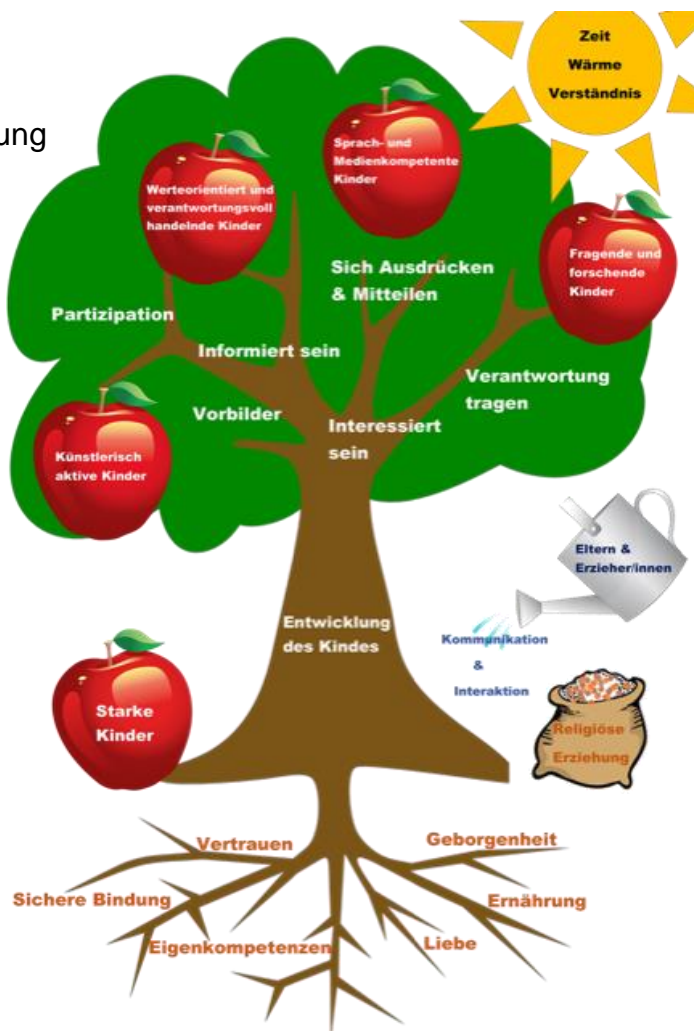 Zeit
Wärme
Verständnis
ung
Sprach- und
Medienkompetente
Kinder
Werteorientiert und
verantwortungsvoll
handelnde Kinder
Fragende und
forschende
Kinder
Sich Ausdrücken
& Mitteilen
Partizipation
Informiert sein
Verantwortung
tragen
Vorbilder
Interessiert
sein
Künstlerisch
aktive Kinder
Eltern &
Erzieher/innen
Entwicklung
des Kindes
Kommunikation
&
Interaktion
Starke
Kinder
Religiöse
Erziehung
Vertrauen
Geborgenheit
Sichere Bindung
Ernährung
Eigenkompetenzen
Liebe